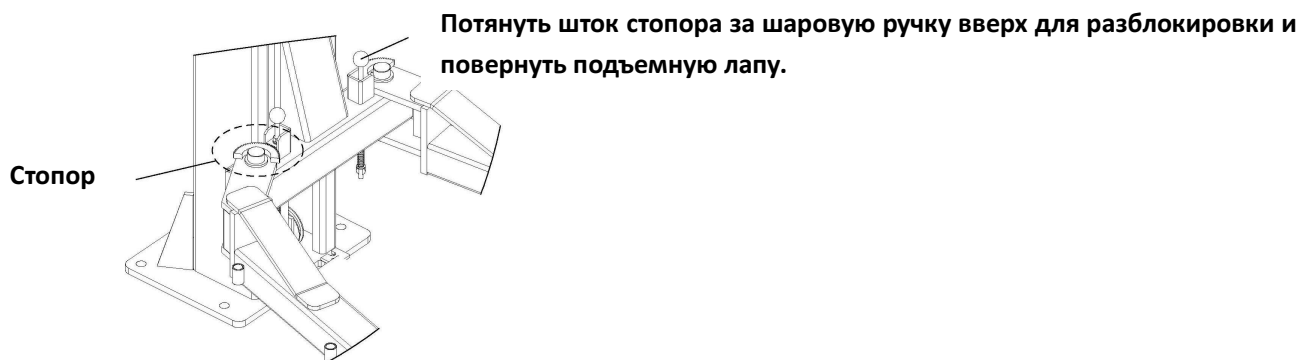 Потянуть шток стопора за шаровую ручку вверх для разблокировки и
повернуть подъемную лапу.
Стопор